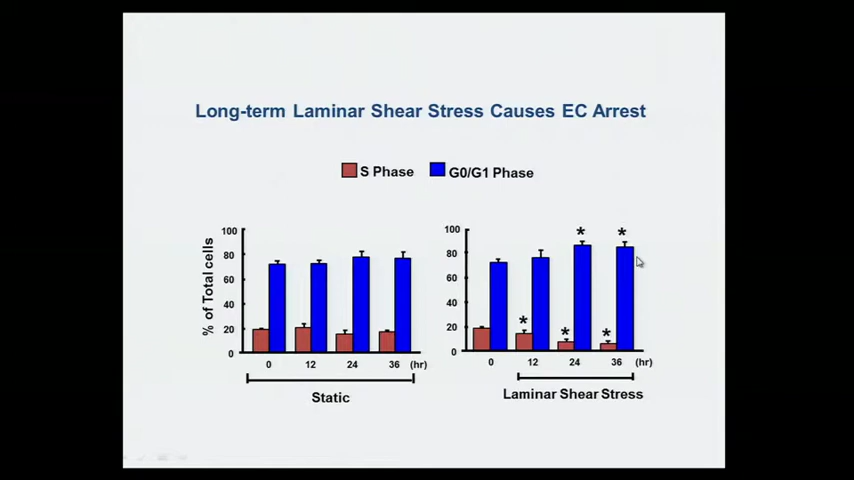 Long-term Laminar Shear Stress Causes EC Arrest
S Phase G0/G1 Phase
% of Total cells
100
80
60
40
20
0
0 12 24 36 (hr)
Static
100
80
60
40
20
0
* * * * *
0 12 24 36 (hr)
Laminar Shear Stress